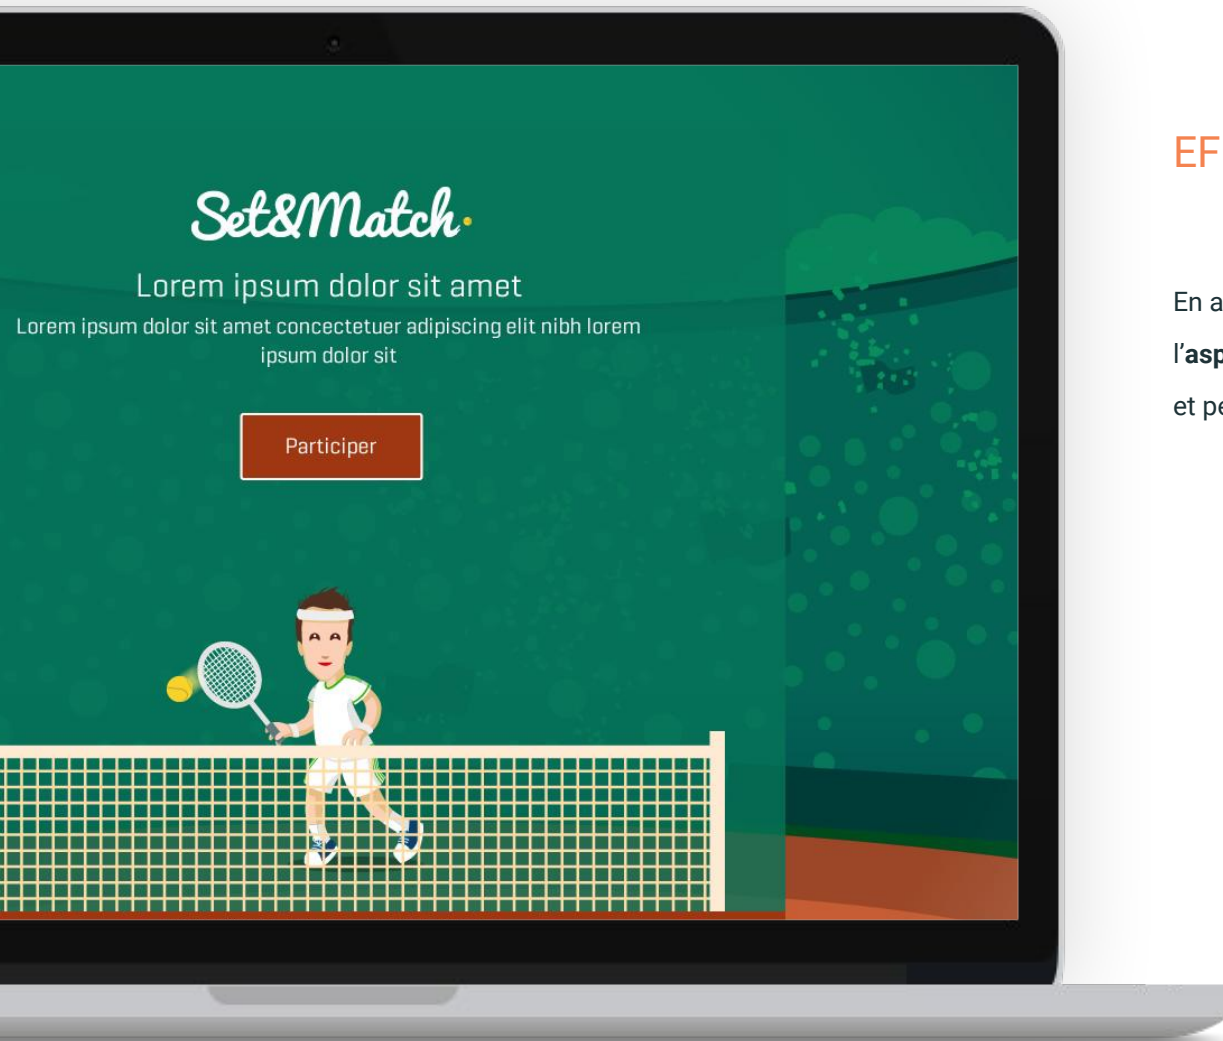 Set&Match
Lorem ipsum dolor sit amet
Lorem ipsum dolor sit amet concectetuer adipiscing elit nibh lorem
ipsum dolor sit
Participer
EF
En a
l'asp
et pe